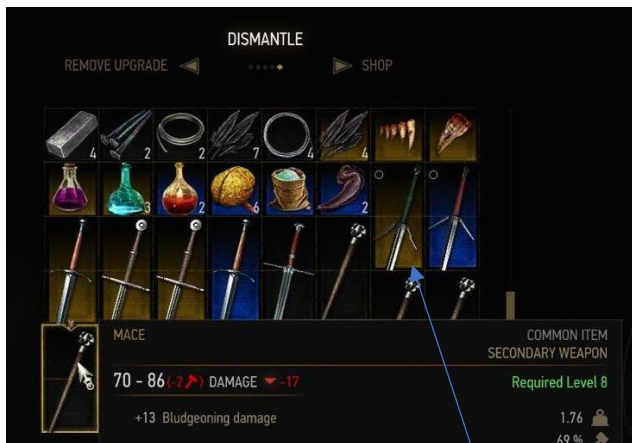 DISMANTLE
REMOVE UPGRADE SHOP
4 2 2 7 4 4
3 2 6 2
MACE COMMON ITEM
SECONDARY WEAPON
70 - 86 (-2) DAMAGE -17 Required Level 8
+13 Bludgeoning damage 1.76
69 %